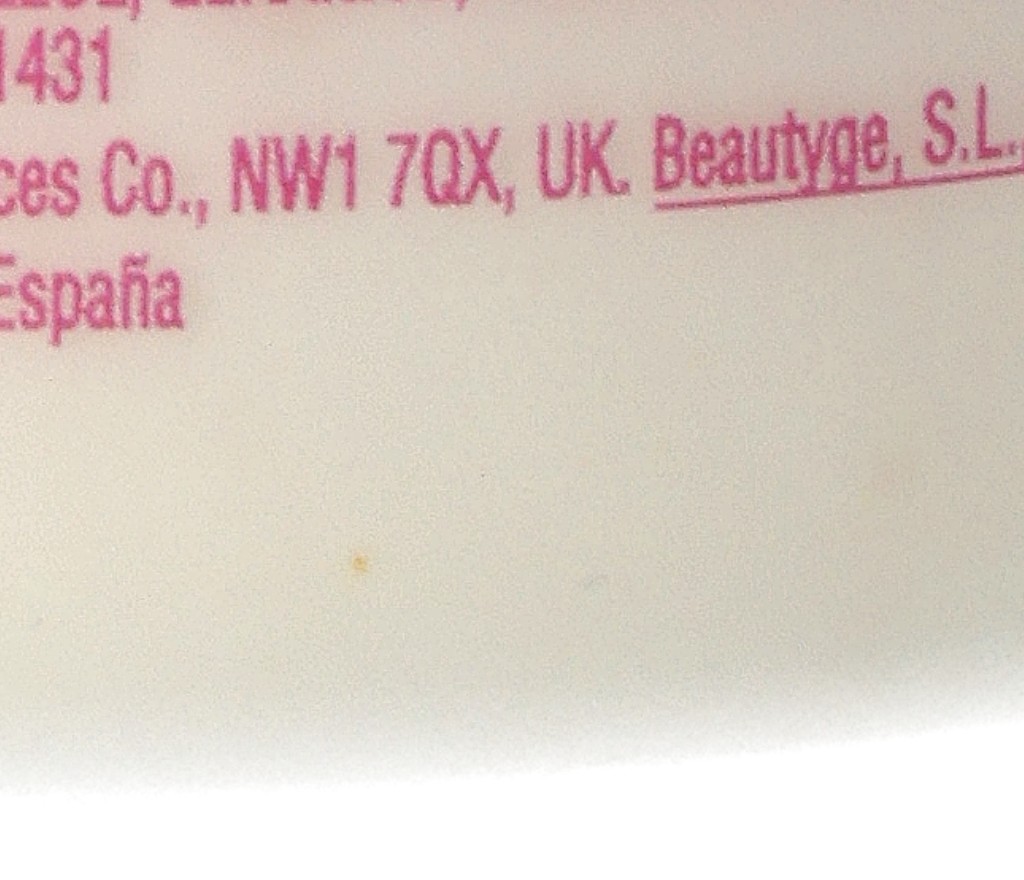 1431
ces Co., NW1 7QX, UK. Beautyge, S.L.,
España